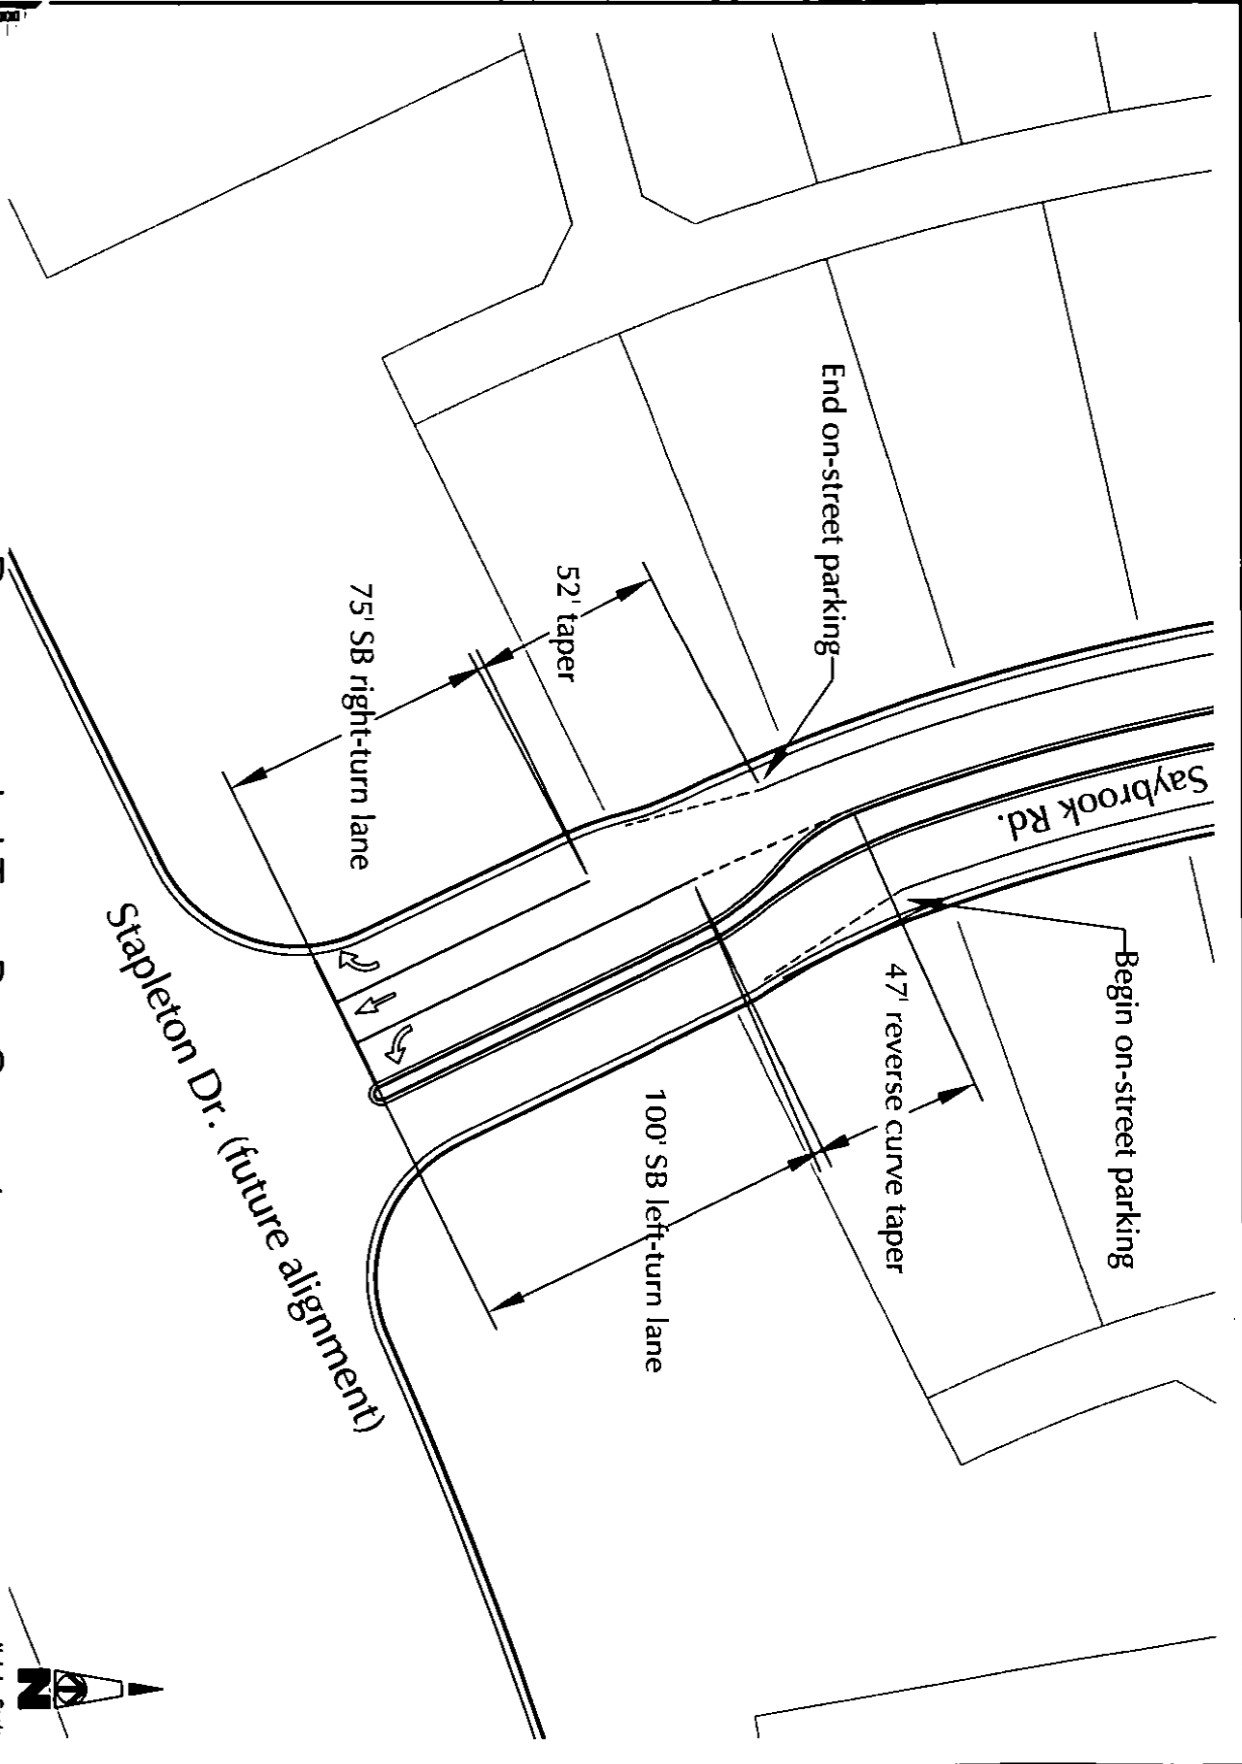 Saybrook Rd.
Begin on-street parking
End on-street parking
47' reverse curve taper
100' SB left-turn lane
52' taper
75' SB right-turn lane
Stapleton Dr. (future alignment)
N